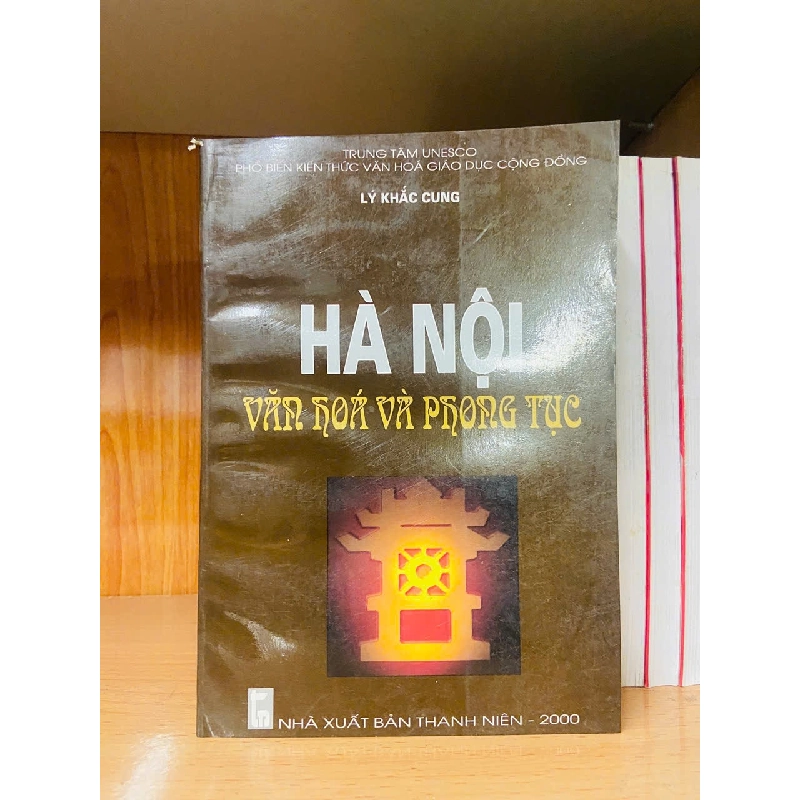 TRUNG TÂM UNESCO
PHỔ BIẾN KIẾN THỨC VĂN HOÁ GIÁO DỤC CỘNG ĐỒNG
LÝ KHẮC CUNG
HÀ NỘI
VĂN HOÁ VÀ PHONG TỤC
NHÀ XUẤT BẢN THANH NIÊN - 2000